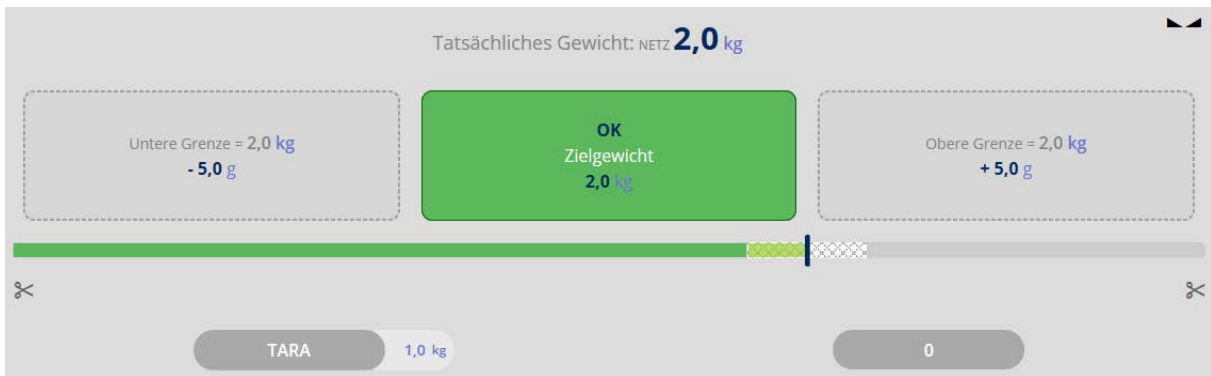 Tatsächliches Gewicht: NETZ 2,0 kg
Untere Grenze = 2,0 kg
- 5,0 g
OK
Zielgewicht
2,0 kg
Obere Grenze = 2,0 kg
+ 5,0 g
TARA 1,0 kg
0